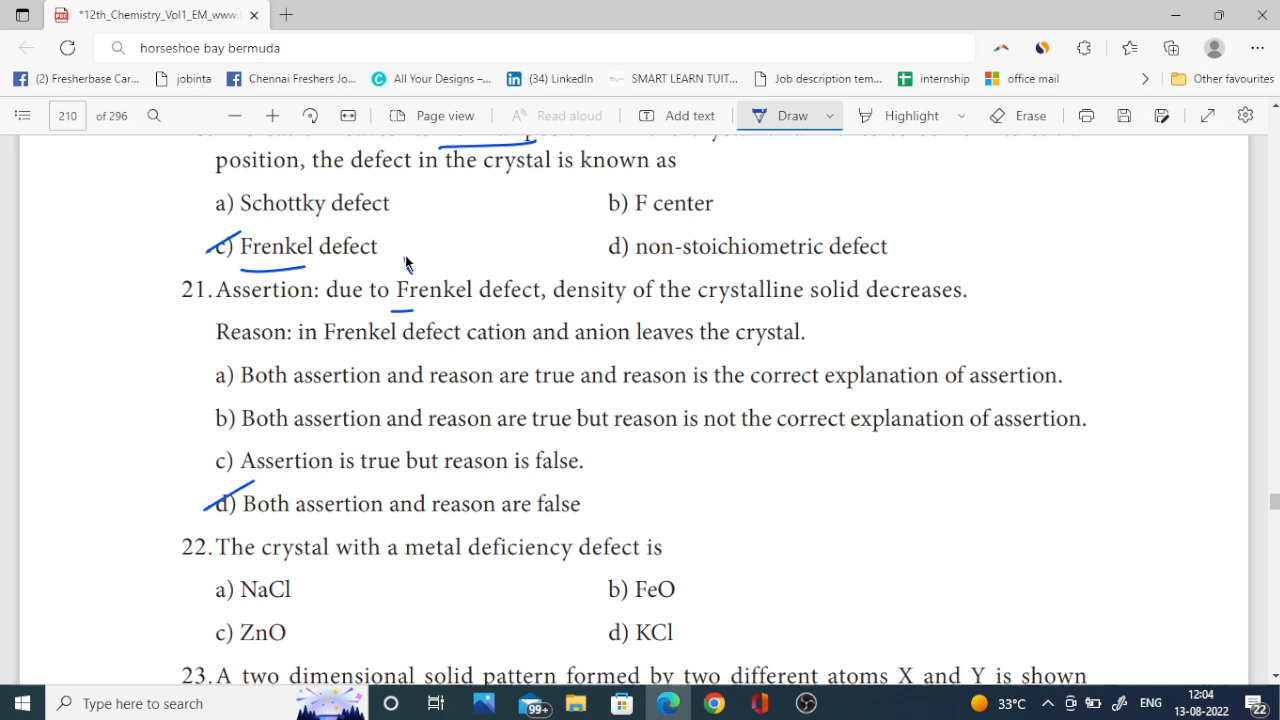 *12th_Chemistry_Vol1_EM_www.
horseshoe bay bermuda
(2) Fresherbase Car... jobinta Chennai Freshers Jo... All Your Designs –... (34) LinkedIn SMART LEARN TUIT... Job description tem... internship office mail Other favourites
210 of 296 Page view Read aloud Add text Draw Highlight Erase
position, the defect in the crystal is known as
a) Schottky defect b) F center
c) Frenkel defect d) non-stoichiometric defect
21. Assertion: due to Frenkel defect, density of the crystalline solid decreases.
Reason: in Frenkel defect cation and anion leaves the crystal.
a) Both assertion and reason are true and reason is the correct explanation of assertion.
b) Both assertion and reason are true but reason is not the correct explanation of assertion.
c) Assertion is true but reason is false.
d) Both assertion and reason are false
22. The crystal with a metal deficiency defect is
a) NaCl b) FeO
c) ZnO d) KCl
23. A two dimensional solid pattern formed by two different atoms X and Y is shown
Type here to search 99+ 33°C ENG 12:04
13-08-2022 22